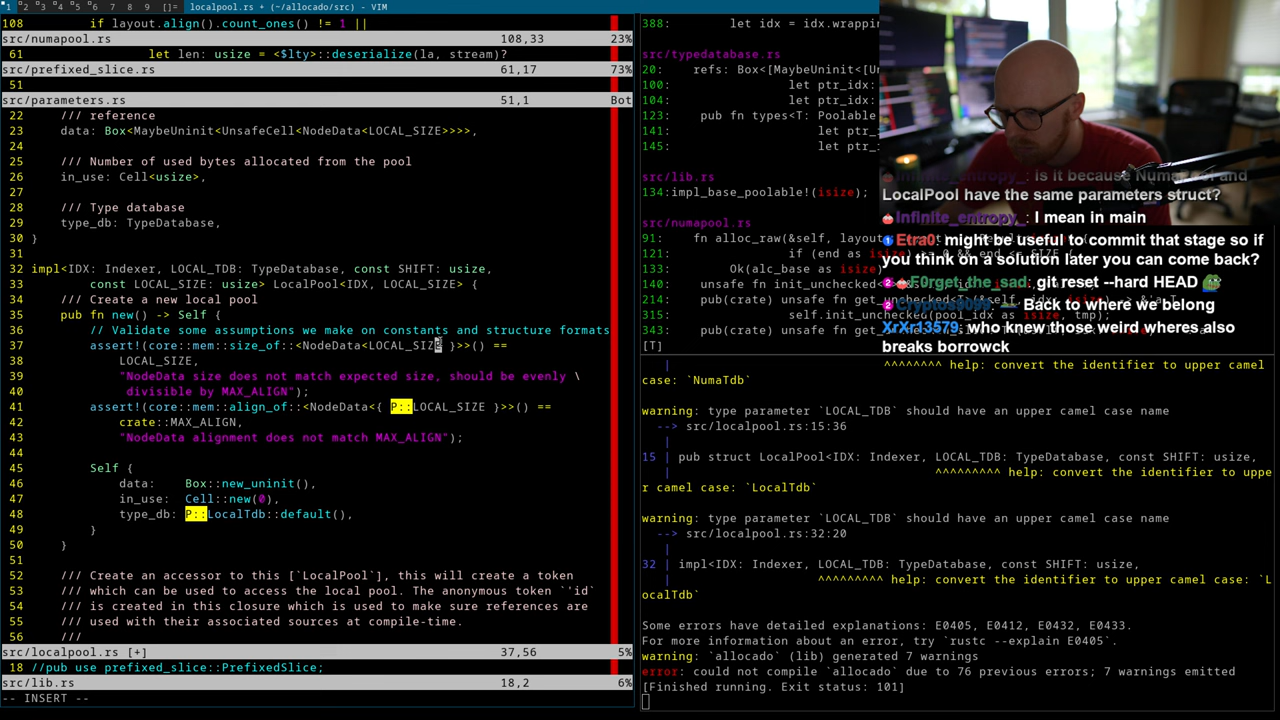 1 2 3 4 5 6 7 8 9 []= localpool.rs + (~/allocado/src) - VIM
108 if layout.align().count_ones() != 1 ||
src/numapool.rs 108,33 23%
61 let len: usize = <$lty>::deserialize(la, stream)?
src/prefixed_slice.rs 61,17 73%
51
src/parameters.rs 51,1 Bot
22 /// reference
23 data: Box<MaybeUninit<UnsafeCell<NodeData<LOCAL_SIZE>>>>,
24
25 /// Number of used bytes allocated from the pool
26 in_use: Cell<usize>,
27
28 /// Type database
29 type_db: TypeDatabase,
30 }
31
32 impl<IDX: Indexer, LOCAL_TDB: TypeDatabase, const SHIFT: usize,
33 const LOCAL_SIZE: usize> LocalPool<IDX, LOCAL_SIZE> {
34 /// Create a new local pool
35 pub fn new() -> Self {
36 // Validate some assumptions we make on constants and structure formats
37 assert!(core::mem::size_of::<NodeData<LOCAL_SIZE }>>() ==
38 LOCAL_SIZE,
39 "NodeData size does not match expected size, should be evenly \
40 divisible by MAX_ALIGN");
41 assert!(core::mem::align_of::<NodeData<{ P::LOCAL_SIZE }>>() ==
42 crate::MAX_ALIGN,
43 "NodeData alignment does not match MAX_ALIGN");
44
45 Self {
46 data: Box::new_uninit(),
47 in_use: Cell::new(0),
48 type_db: P::LocalTdb::default(),
49 }
50 }
51
52 /// Create an accessor to this [`LocalPool`], this will create a token
53 /// which can be used to access the local pool. The anonymous token `'id`
54 /// is created in this closure which is used to make sure references are
55 /// used with their associated sources at compile-time.
56 ///
src/localpool.rs [+] 37,56 5%
18 //pub use prefixed_slice::PrefixedSlice;
src/lib.rs 18,2 6%
-- INSERT --
388: let idx = idx.wrappin
src/typedatabase.rs
20: refs: Box<[MaybeUninit<[Un
100: let ptr_idx:
104: let ptr_idx:
123: pub fn types<T: Poolable
141: let ptr_
145: let ptr_
src/lib.rs
134:impl_base_poolable!(isize);
src/numapool.rs
91: fn alloc_raw(&self, layou
121: if (end as isize)
133: Ok(alc_base as isize)
140: unsafe fn init_unchecked
214: pub(crate) unsafe fn get_unchecked
315: self.init_unchecked(pool_idx as isize, tmp);
343: pub(crate) unsafe fn get_
[T]
Infinite_entropy_: Is it because Numa and LocalPool have the same parameters struct?
Infinite_entropy_: I mean in main
Etra0: might be useful to commit that stage so if you think on a solution later you can come back?
F0rget_the_sad: git reset --hard HEAD
: Back to where we belong
XrXr13579: who knew those weird wheres also breaks borrowck
| ^^^^^^^^ help: convert the identifier to upper camel
case: `NumaTdb`
warning: type parameter `LOCAL_TDB` should have an upper camel case name
--> src/localpool.rs:15:36
|
15 | pub struct LocalPool<IDX: Indexer, LOCAL_TDB: TypeDatabase, const SHIFT: usize,
| ^^^^^^^^^ help: convert the identifier to uppe
r camel case: `LocalTdb`
warning: type parameter `LOCAL_TDB` should have an upper camel case name
--> src/localpool.rs:32:20
|
32 | impl<IDX: Indexer, LOCAL_TDB: TypeDatabase, const SHIFT: usize,
| ^^^^^^^^^ help: convert the identifier to upper camel case: `L
ocalTdb`
Some errors have detailed explanations: E0405, E0412, E0432, E0433.
For more information about an error, try `rustc --explain E0405`.
warning: `allocado` (lib) generated 7 warnings
error: could not compile `allocado` due to 76 previous errors; 7 warnings emitted
[Finished running. Exit status: 101]